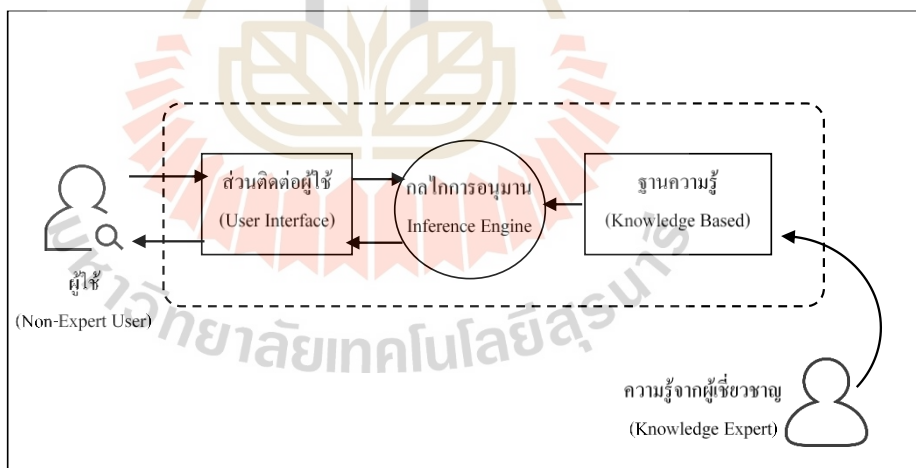 ส่วนติดต่อผู้ใช้
(User Interface)
กลไกการอนุมาน
Inference Engine
ฐานความรู้
(Knowledge Based)
ผู้ใช้
(Non-Expert User)
มหาวิทยาลัยเทคโนโลยีสุรนารี
ความรู้จากผู้เชี่ยวชาญ
(Knowledge Expert)